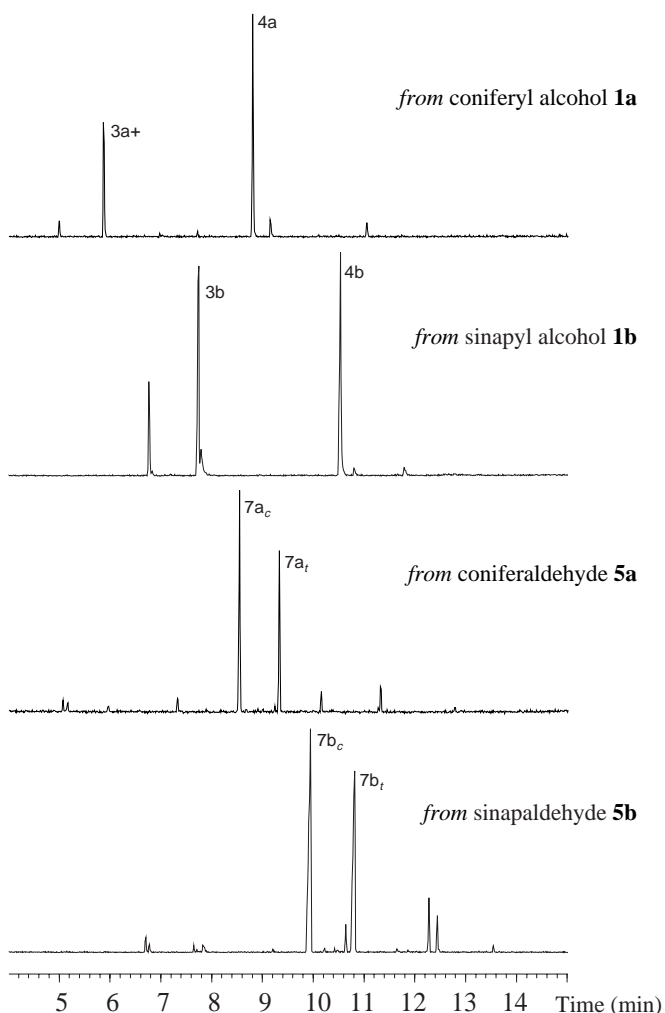 4a
3a+
from coniferyl alcohol 1a
3b
4b
from sinapyl alcohol 1b
7ac
7at
from coniferaldehyde 5a
7bc
7bt
from sinapaldehyde 5b
5 6 7 8 9 10 11 12 13 14 Time (min)